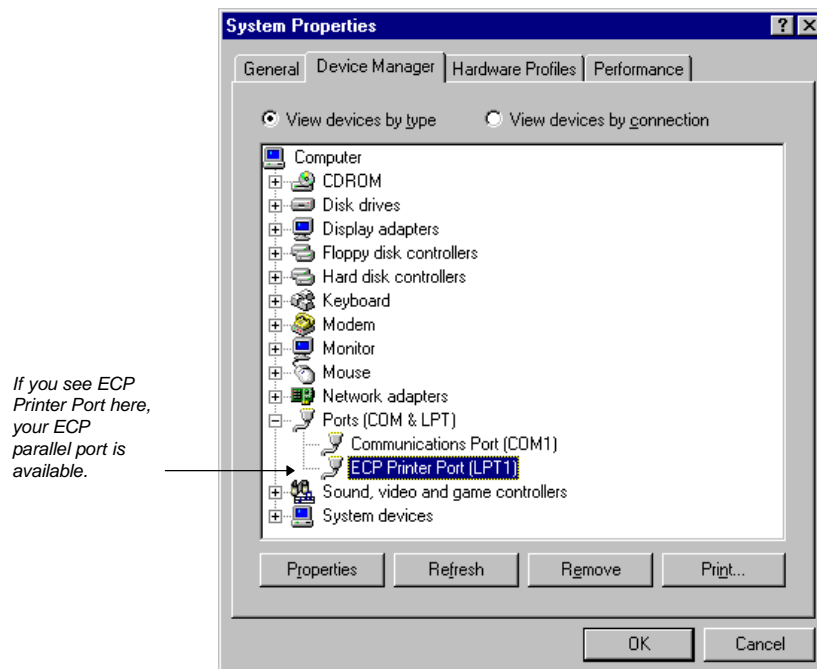 System Properties
General Device Manager Hardware Profiles Performance
View devices by type View devices by connection
Computer
CDROM
Disk drives
Display adapters
Floppy disk controllers
Hard disk controllers
Keyboard
Modem
Monitor
Mouse
Network adapters
Ports (COM & LPT)
Communications Port (COM1)
ECP Printer Port (LPT1)
Sound, video and game controllers
System devices
If you see ECP
Printer Port here,
your ECP
parallel port is
available.
Properties Refresh Remove Print...
OK Cancel